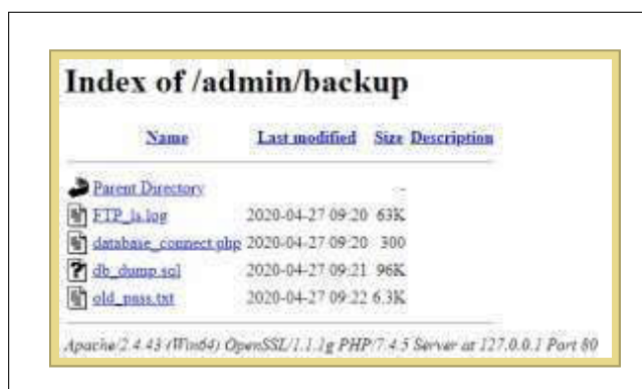 Index of /admin/backup
Name Last modified Size Description
Parent Directory -
FTP_ls.log 2020-04-27 09:20 63K
database_connect.php 2020-04-27 09:20 300
db_dump.sql 2020-04-27 09:21 96K
old_pass.txt 2020-04-27 09:22 6.3K
Apache/2.4.43 (Win64) OpenSSL/1.1.1g PHP/7.4.5 Server at 127.0.0.1 Port 80